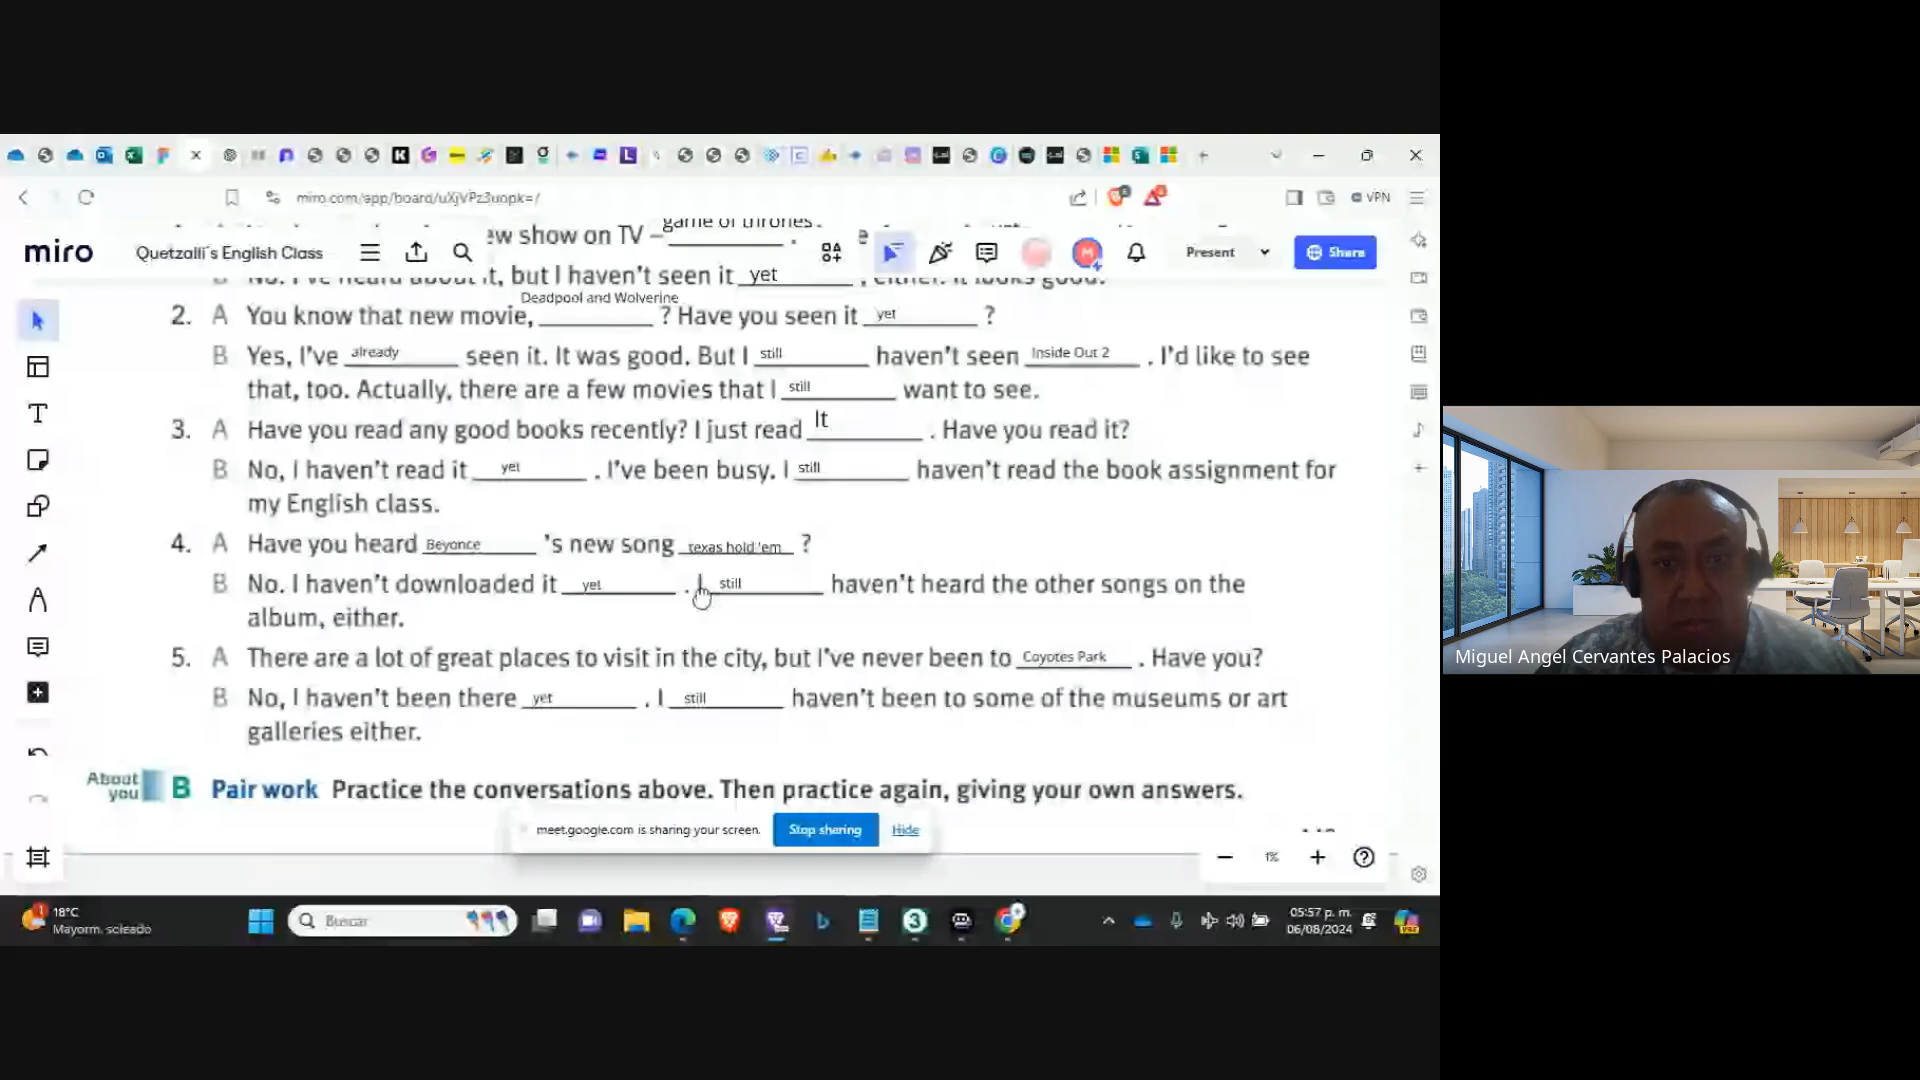 miro.com/app/board/uXjVPz3uopk=/
VPN
ew show on TV – game of thrones .
miro
Quetzalli´s English Class
Present
Share
B No. I've heard about it, but I haven't seen it yet , either. It looks good.
Deadpool and Wolverine
2. A You know that new movie, ? Have you seen it yet ?
B Yes, I've already seen it. It was good. But I still haven't seen Inside Out 2 . I'd like to see
that, too. Actually, there are a few movies that I still want to see.
3. A Have you read any good books recently? I just read It . Have you read it?
B No, I haven't read it yet . I've been busy. I still haven't read the book assignment for
my English class.
4. A Have you heard Beyonce 's new song texas hold 'em ?
B No. I haven't downloaded it yet . I still haven't heard the other songs on the
album, either.
5. A There are a lot of great places to visit in the city, but I've never been to Coyotes Park . Have you?
B No, I haven't been there yet . I still haven't been to some of the museums or art
galleries either.
About
you B Pair work Practice the conversations above. Then practice again, giving your own answers.
meet.google.com is sharing your screen. Stop sharing Hide
1%
18°C
Mayorm. soleado
Buscar
05:57 p. m.
06/08/2024
Miguel Angel Cervantes Palacios